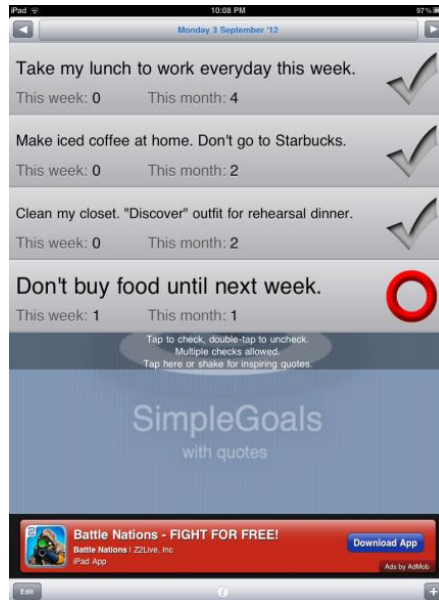 iPad 10:08 PM 97%
Monday 3 September '12
Take my lunch to work everyday this week.
This week: 0 This month: 4
Make iced coffee at home. Don't go to Starbucks.
This week: 0 This month: 2
Clean my closet. "Discover" outfit for rehearsal dinner.
This week: 0 This month: 2
Don't buy food until next week.
This week: 1 This month: 1
Tap to check, double-tap to uncheck.
Multiple checks allowed.
Tap here or shake for inspiring quotes.
SimpleGoals
with quotes
Battle Nations - FIGHT FOR FREE!
Battle Nations | Z2Live, Inc
iPad App
Download App
Ads by AdMob
Edit